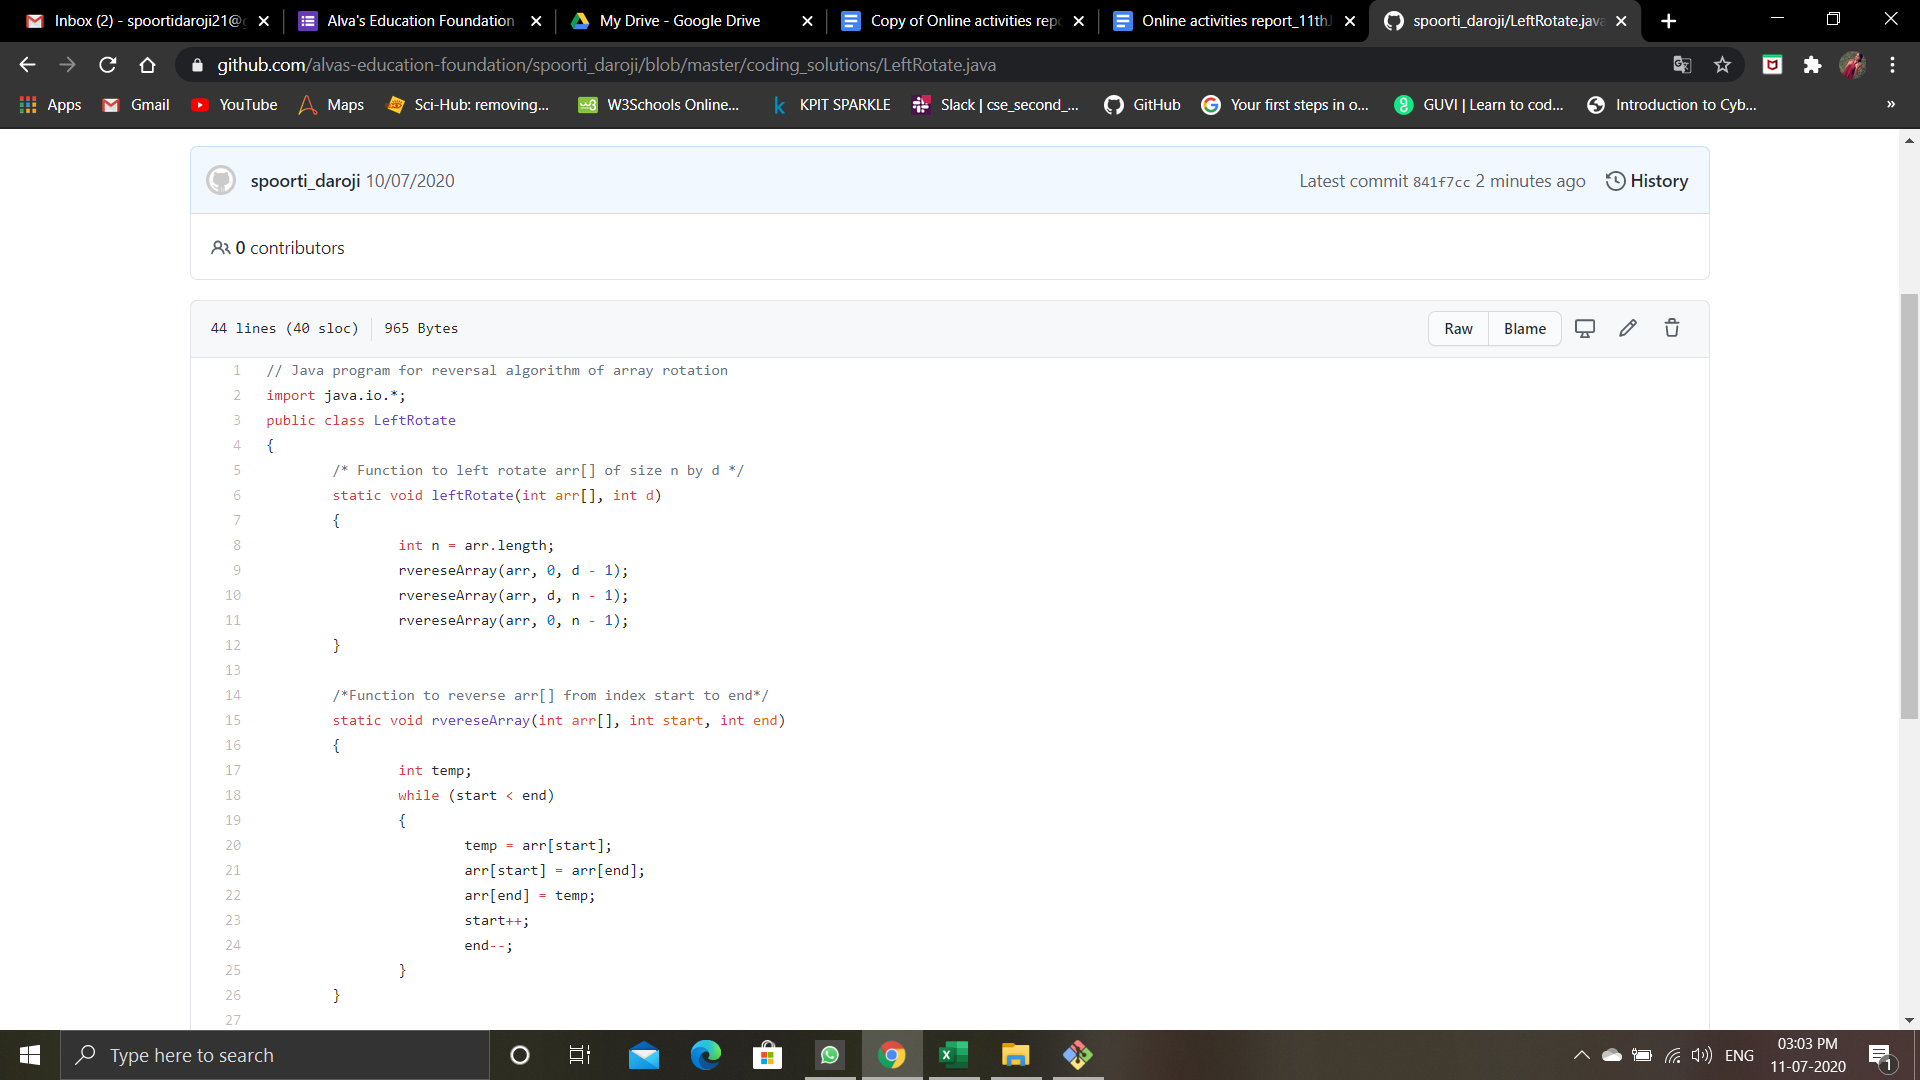 Inbox (2) - spoortidaroji21@g
Alva's Education Foundation
My Drive - Google Drive
Copy of Online activities repo
Online activities report_11thJ
spoorti_daroji/LeftRotate.java
github.com/alvas-education-foundation/spoorti_daroji/blob/master/coding_solutions/LeftRotate.java
Apps
Gmail
YouTube
Maps
Sci-Hub: removing...
W3Schools Online...
KPIT SPARKLE
Slack | cse_second_...
GitHub
Your first steps in o...
GUVI | Learn to cod...
Introduction to Cyb...
»
spoorti_daroji 10/07/2020
Latest commit 841f7cc 2 minutes ago
History
0 contributors
44 lines (40 sloc)
965 Bytes
Raw
Blame
1 // Java program for reversal algorithm of array rotation
2 import java.io.*;
3 public class LeftRotate
4 {
5 /* Function to left rotate arr[] of size n by d */
6 static void leftRotate(int arr[], int d)
7 {
8 int n = arr.length;
9 rvereseArray(arr, 0, d - 1);
10 rvereseArray(arr, d, n - 1);
11 rvereseArray(arr, 0, n - 1);
12 }
13
14 /*Function to reverse arr[] from index start to end*/
15 static void rvereseArray(int arr[], int start, int end)
16 {
17 int temp;
18 while (start < end)
19 {
20 temp = arr[start];
21 arr[start] = arr[end];
22 arr[end] = temp;
23 start++;
24 end--;
25 }
26 }
27
Type here to search
ENG
03:03 PM
11-07-2020
1